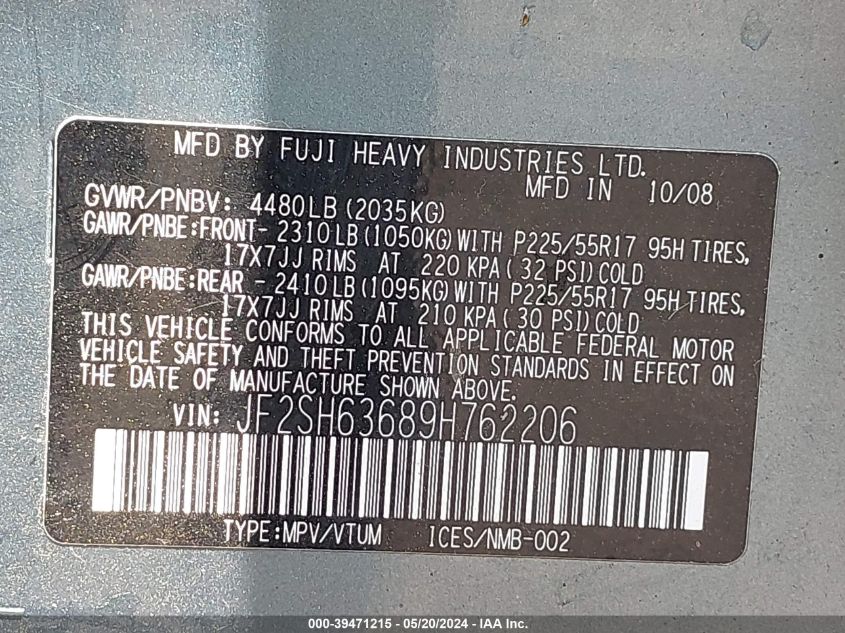 MFD BY FUJI HEAVY INDUSTRIES LTD.
MFD IN 10/08
GVWR/PNBV: 4480LB(2035KG)
GAWR/PNBE:FRONT- 2310LB(1050KG)WITH P225/55R17 95H TIRES,
17X7JJ RIMS AT 220 KPA( 32 PSI)COLD
GAWR/PNBE:REAR - 2410LB(1095KG)WITH P225/55R17 95H TIRES,
17X7JJ RIMS AT 210 KPA( 30 PSI)COLD
THIS VEHICLE CONFORMS TO ALL APPLICABLE FEDERAL MOTOR
VEHICLE SAFETY AND THEFT PREVENTION STANDARDS IN EFFECT ON
THE DATE OF MANUFACTURE SHOWN ABOVE.
VIN: JF2SH63689H762206
TYPE:MPV/VTUM ICES/NMB-002
000-39471215 - 05/20/2024 - IAA Inc.